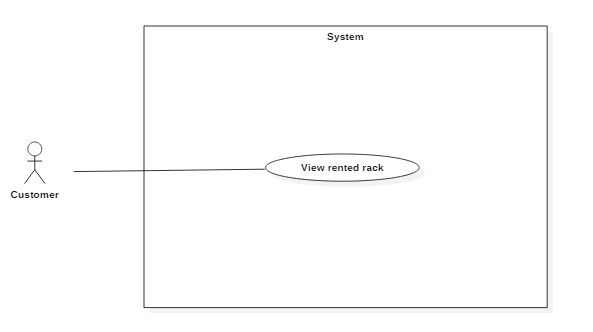 System
View rented rack
Customer